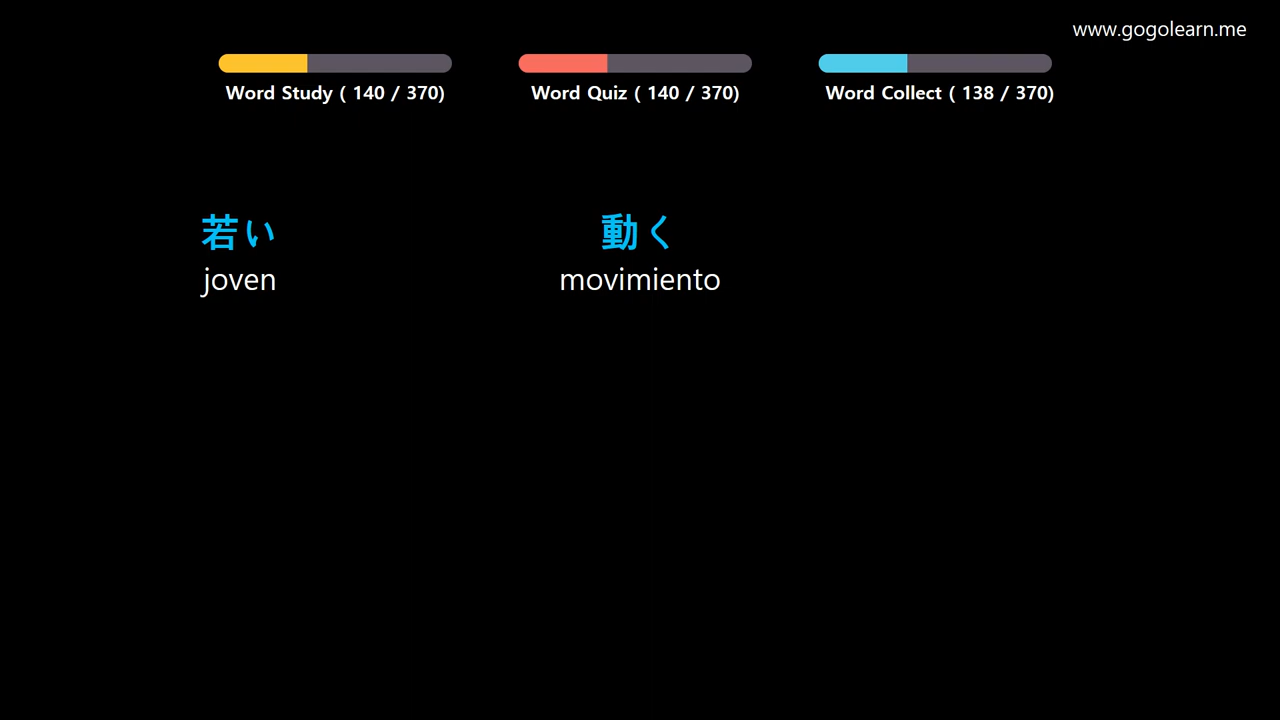 www.gogolearn.me
Word Study ( 140 / 370)
Word Quiz ( 140 / 370)
Word Collect ( 138 / 370)
若い
joven
動く
movimiento